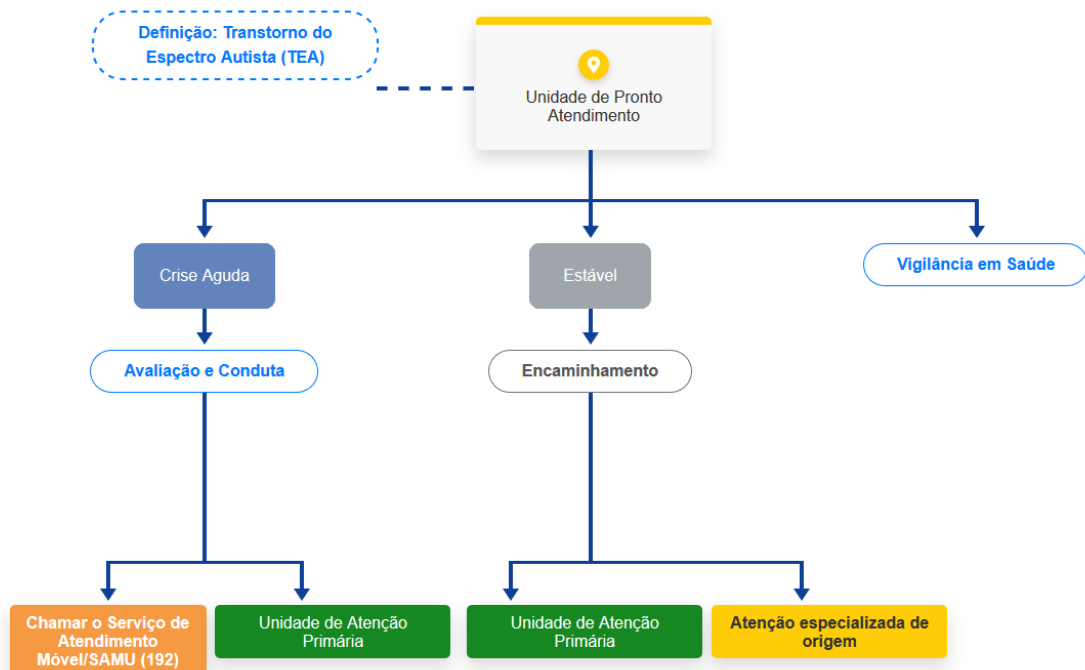 Definição: Transtorno do
Espectro Autista (TEA)
Unidade de Pronto
Atendimento
Crise Aguda
Estável
Vigilância em Saúde
Avaliação e Conduta
Encaminhamento
Chamar o Serviço de
Atendimento
Móvel/SAMU (192)
Unidade de Atenção
Primária
Unidade de Atenção
Primária
Atenção especializada de
origem